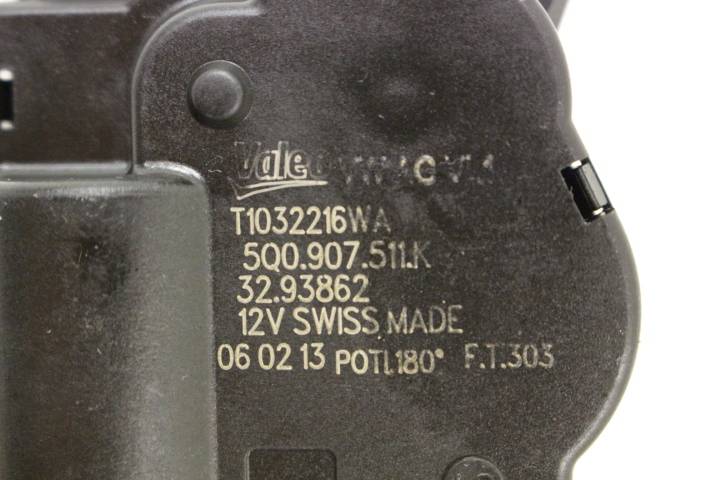 Valeo
T1032216WA
5Q0.907.511.K
32.93862
12V SWISS MADE
06 02 13 POTI.180° F.T.303